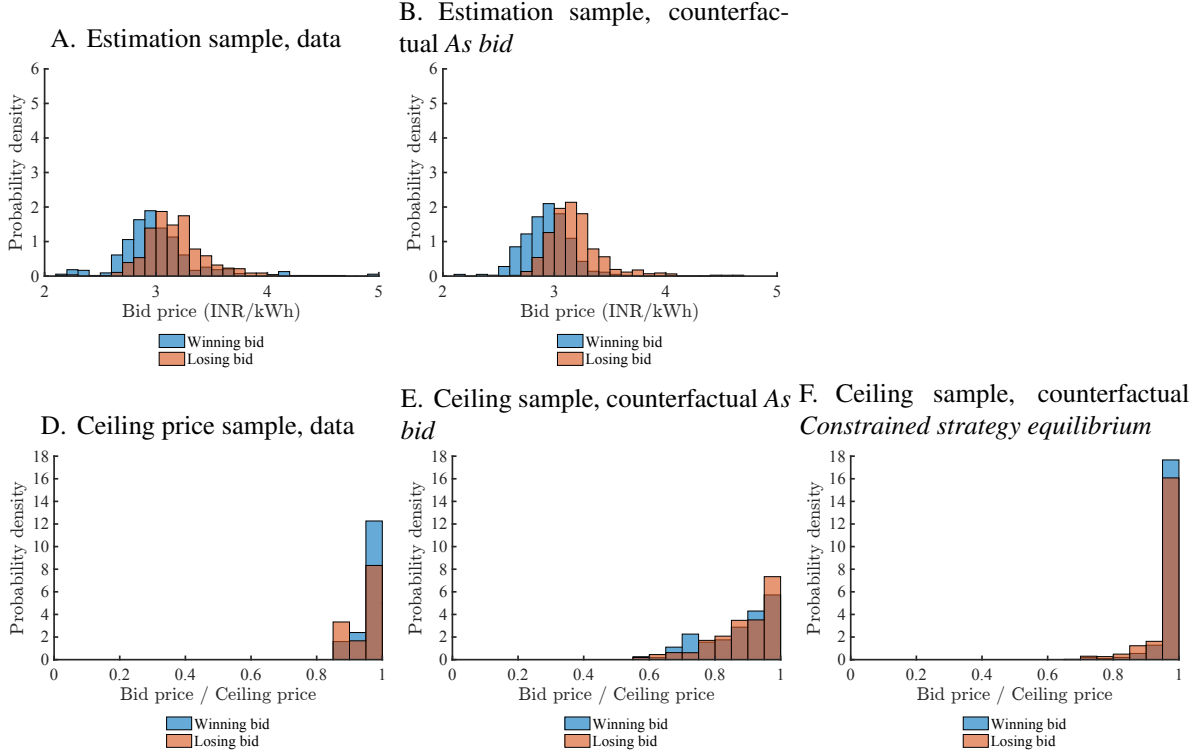 A. Estimation sample, data
6
5
4
3
2
1
0
Probability density
2 3 4 5
Bid price (INR/kWh)
Winning bid
Losing bid
B. Estimation sample, counterfac-
tual As bid
6
5
4
3
2
1
0
Probability density
2 3 4 5
Bid price (INR/kWh)
Winning bid
Losing bid
D. Ceiling price sample, data
18
16
14
12
10
8
6
4
2
0
Probability density
0 0.2 0.4 0.6 0.8 1
Bid price / Ceiling price
Winning bid
Losing bid
E. Ceiling sample, counterfactual As
bid
18
16
14
12
10
8
6
4
2
0
Probability density
0 0.2 0.4 0.6 0.8 1
Bid price / Ceiling price
Winning bid
Losing bid
F. Ceiling sample, counterfactual
Constrained strategy equilibrium
18
16
14
12
10
8
6
4
2
0
Probability density
0 0.2 0.4 0.6 0.8 1
Bid price / Ceiling price
Winning bid
Losing bid